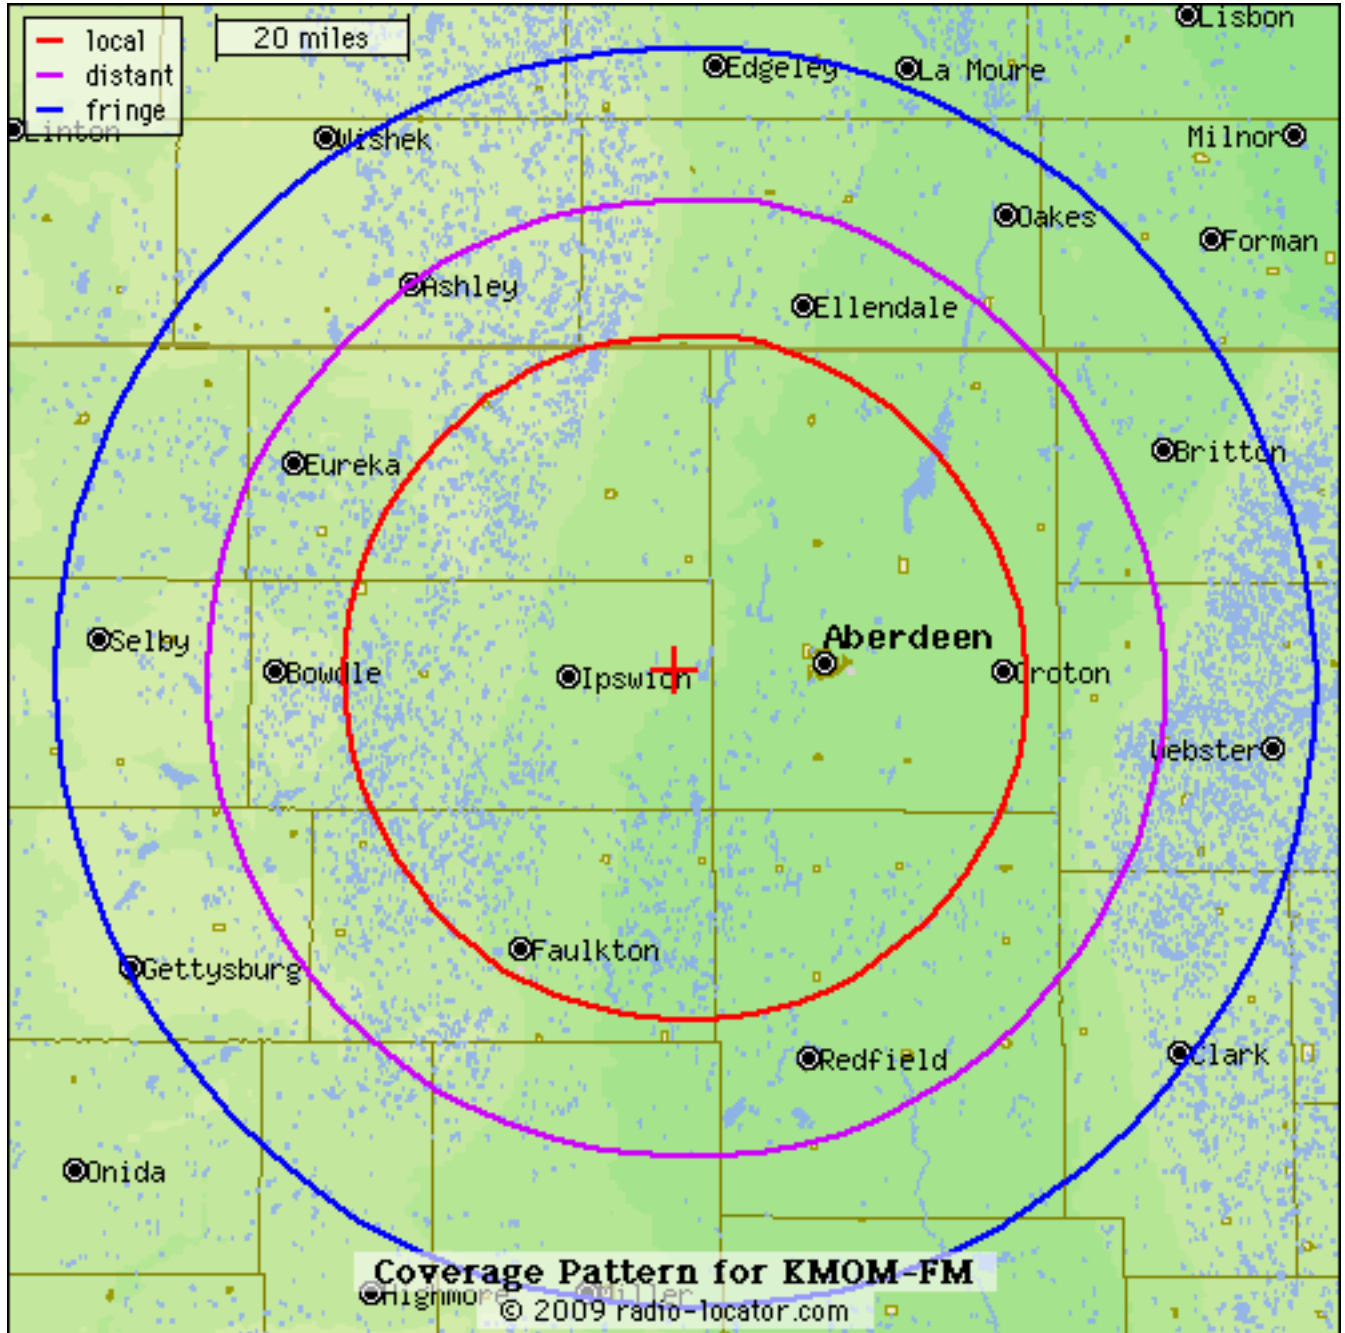 local
distant
fringe
20 miles
Lisbon
Edgeley
La Moure
Linton
Wishek
Milnor
Oakes
Forman
Ashley
Ellendale
Eureka
Britton
Aberdeen
Selby
Bowdle
Ipswich
Groton
Webster
Faulkton
Gettysburg
Redfield
Clark
Onida
Coverage Pattern for KMOM-FM
Highmore
Miller
© 2009 radio-locator.com